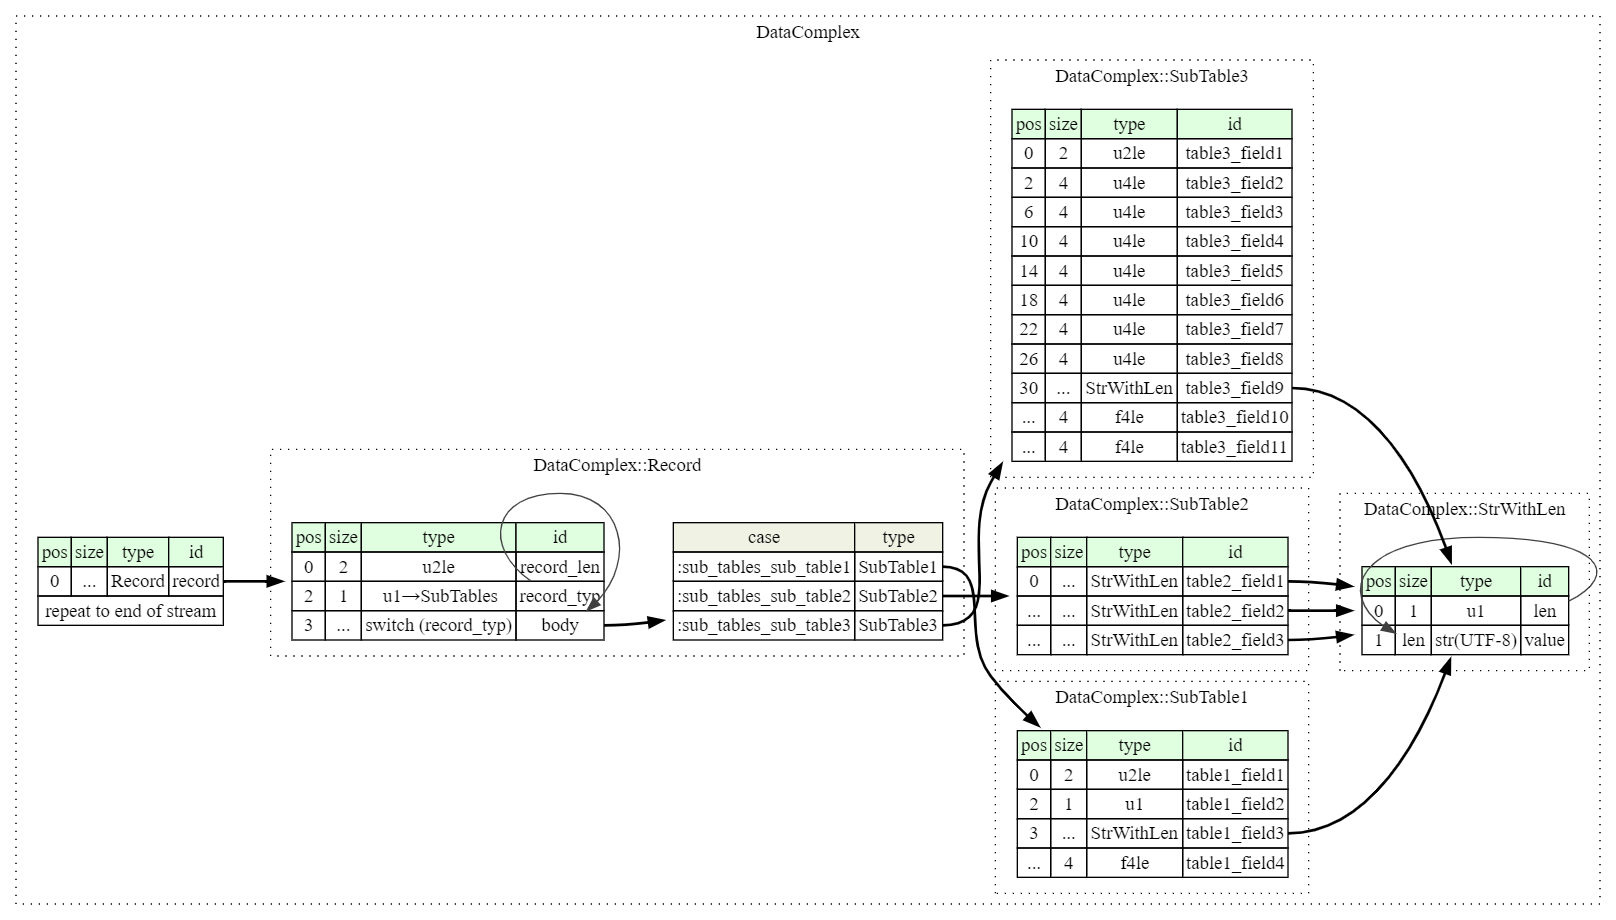 DataComplex
DataComplex::SubTable3
pos size type id
0 2 u2le table3_field1
2 4 u4le table3_field2
6 4 u4le table3_field3
10 4 u4le table3_field4
14 4 u4le table3_field5
18 4 u4le table3_field6
22 4 u4le table3_field7
26 4 u4le table3_field8
30 ... StrWithLen table3_field9
... 4 f4le table3_field10
... 4 f4le table3_field11
DataComplex::Record
pos size type id
0 2 u2le record_len
2 1 u1→SubTables record_typ
3 ... switch (record_typ) body
case type
:sub_tables_sub_table1 SubTable1
:sub_tables_sub_table2 SubTable2
:sub_tables_sub_table3 SubTable3
pos size type id
0 ... Record record
repeat to end of stream
DataComplex::SubTable2
pos size type id
0 ... StrWithLen table2_field1
... ... StrWithLen table2_field2
... ... StrWithLen table2_field3
DataComplex::StrWithLen
pos size type id
0 1 u1 len
1 len str(UTF-8) value
DataComplex::SubTable1
pos size type id
0 2 u2le table1_field1
2 1 u1 table1_field2
3 ... StrWithLen table1_field3
... 4 f4le table1_field4